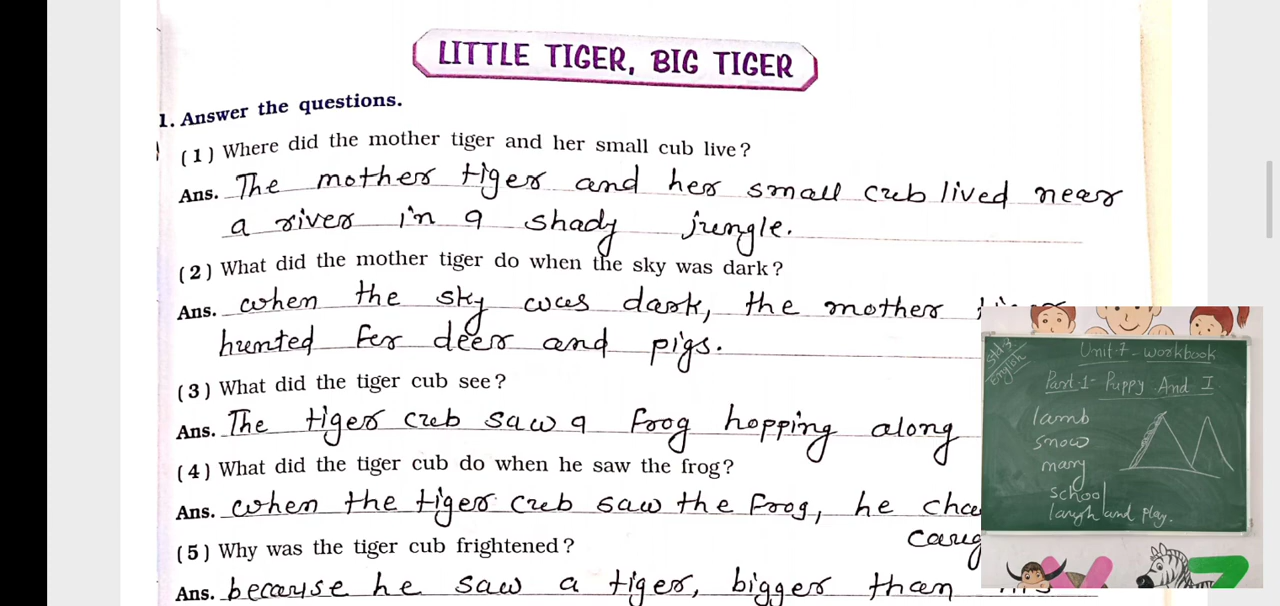 LITTLE TIGER, BIG TIGER
1. Answer the questions.
(1) Where did the mother tiger and her small cub live?
Ans. The mother tiger and her small cub lived near
a river in a shady jungle.
(2) What did the mother tiger do when the sky was dark?
Ans. when the sky was dark, the mother
hunted for deer and pigs.
(3) What did the tiger cub see?
Ans. The tiger cub saw a frog hopping along
(4) What did the tiger cub do when he saw the frog?
Ans. when the tiger cub saw the frog, he
(5) Why was the tiger cub frightened?
Ans. because he saw a tiger, bigger than
Std-3
English
Unit 7 - Workbook
Part-1- Puppy And I
lamb
snow
mary
school
laugh and play.